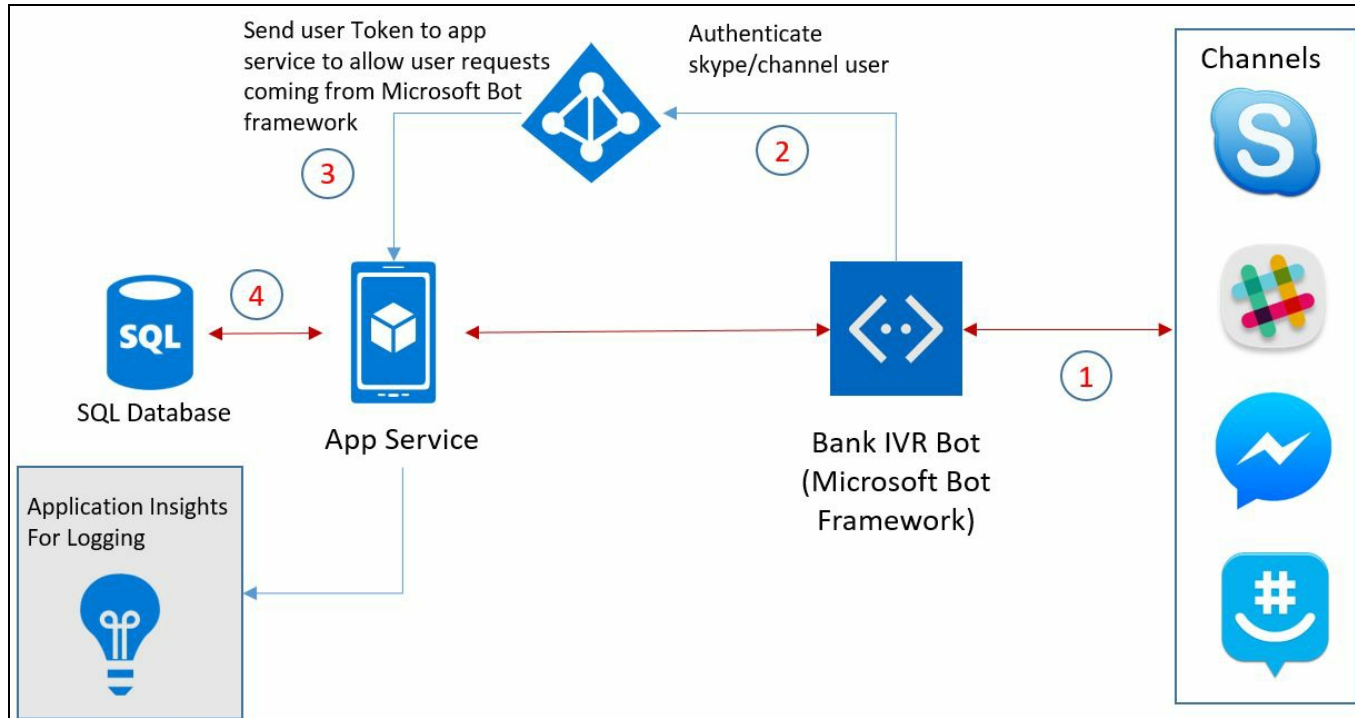 Send user Token to app
service to allow user requests
coming from Microsoft Bot
framework
3
Authenticate
skype/channel user
2
Channels
S
SQL
SQL Database
4
App Service
Bank IVR Bot
(Microsoft Bot
Framework)
1
Application Insights
For Logging
#